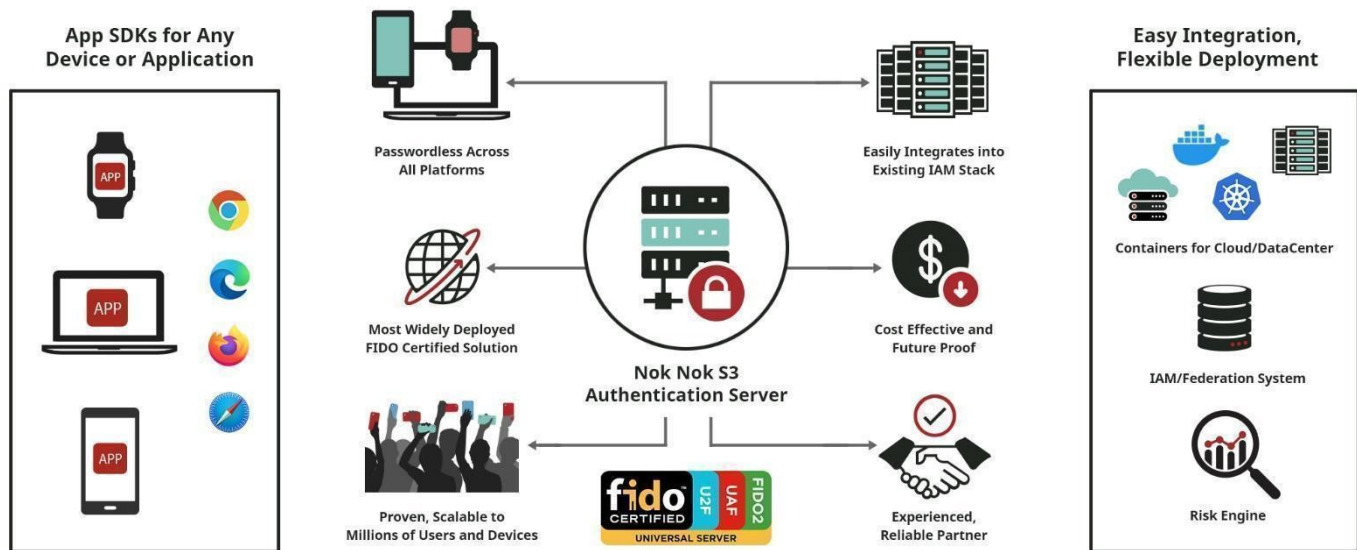 App SDKs for Any
Device or Application
APP
APP
APP
Passwordless Across
All Platforms
Most Widely Deployed
FIDO Certified Solution
Proven, Scalable to
Millions of Users and Devices
Nok Nok S3
Authentication Server
fido™
CERTIFIED
U2F
UAF
FIDO2
UNIVERSAL SERVER
Easily Integrates into
Existing IAM Stack
$
Cost Effective and
Future Proof
Experienced,
Reliable Partner
Easy Integration,
Flexible Deployment
Containers for Cloud/DataCenter
IAM/Federation System
Risk Engine